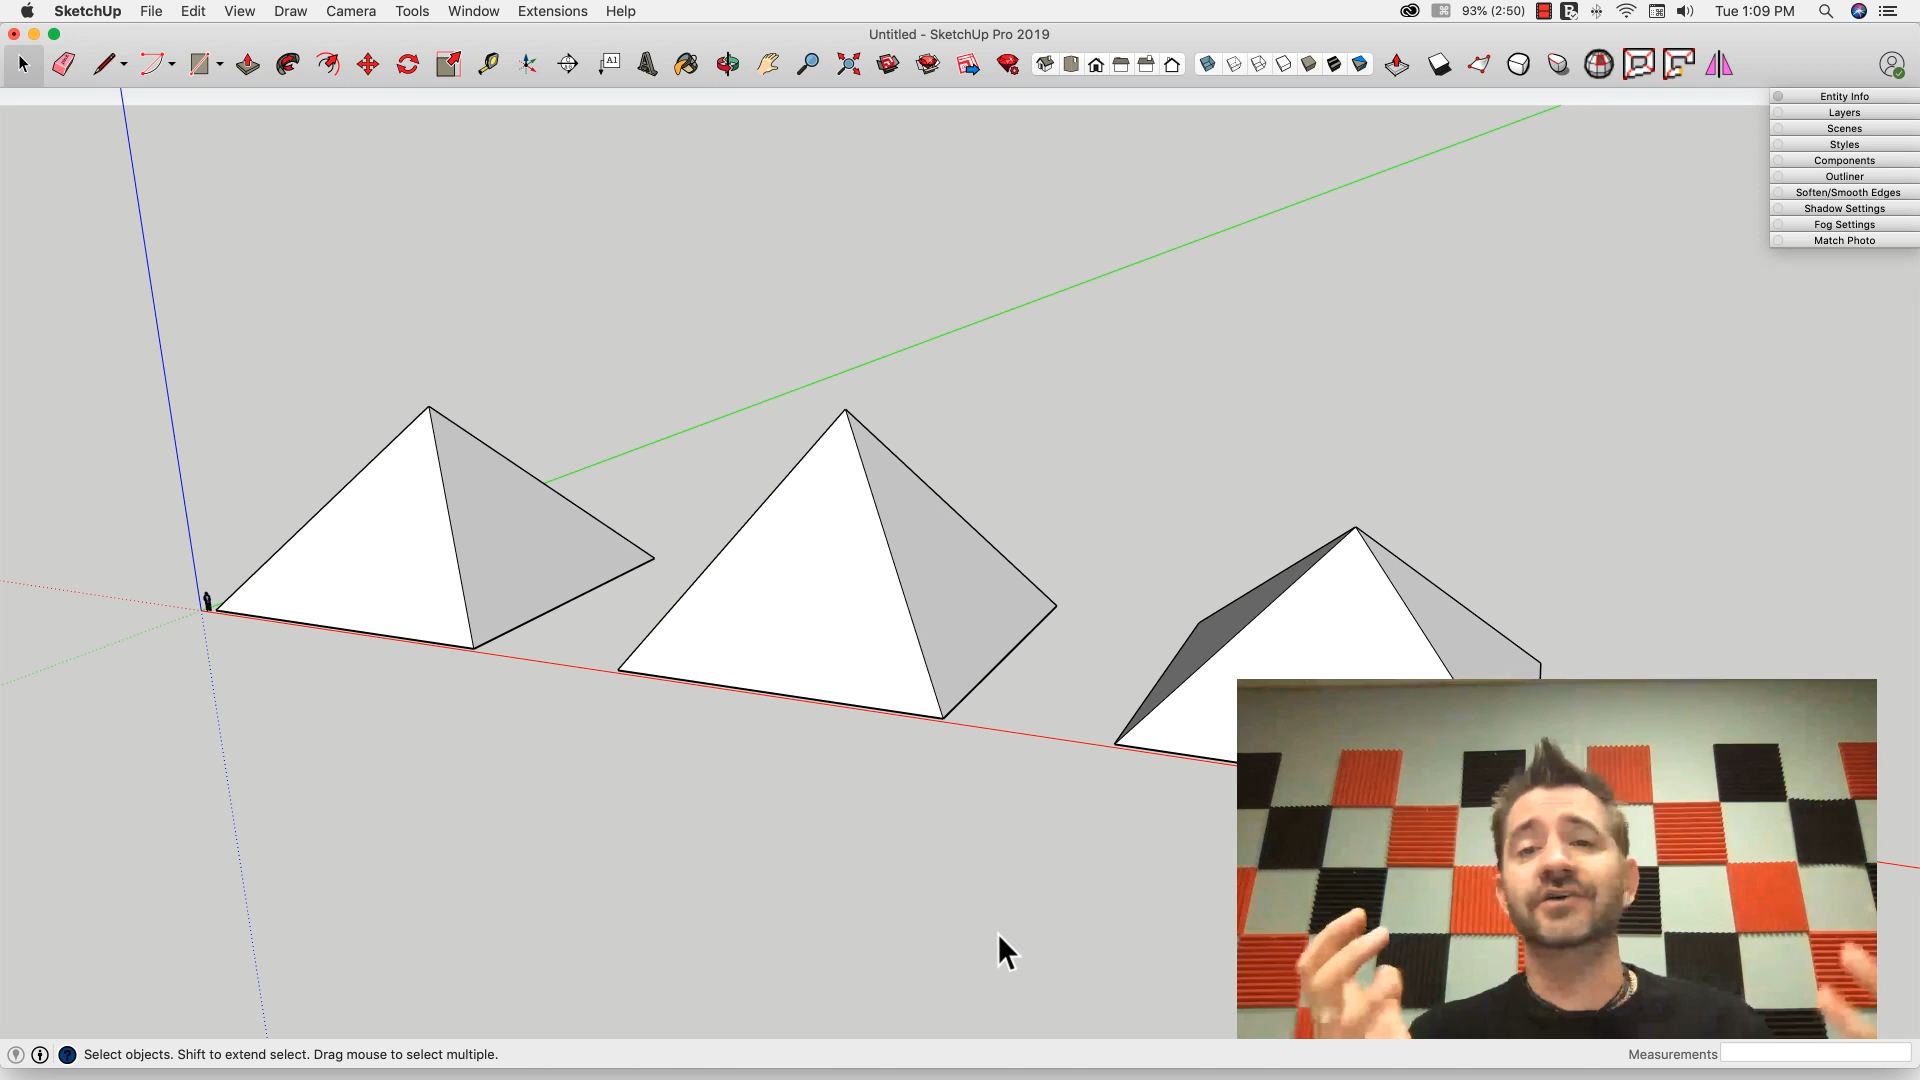 SketchUp File Edit View Draw Camera Tools Window Extensions Help 93% (2:50) Tue 1:09 PM
Untitled - SketchUp Pro 2019
A1
Entity Info
Layers
Scenes
Styles
Components
Outliner
Soften/Smooth Edges
Shadow Settings
Fog Settings
Match Photo
Select objects. Shift to extend select. Drag mouse to select multiple.
Measurements